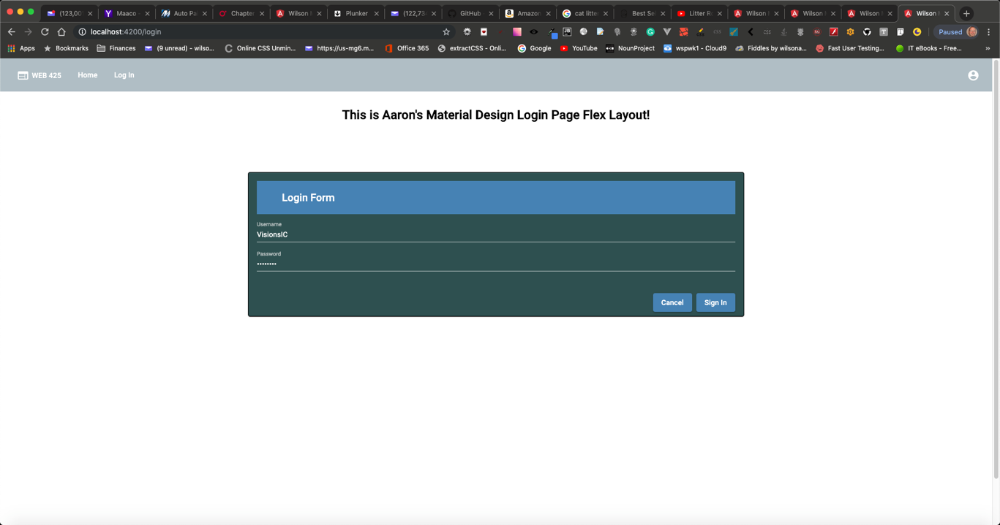 (123,00
Maaco
Auto Pa
Chapter
Wilson
Plunker
(122,73
GitHub
Amazon
cat litter
Best Sel
Litter Ro
Wilson
Wilson
Wilson
Wilson
localhost:4200/login
Paused
Apps
Bookmarks
Finances
(9 unread) - wilso...
Online CSS Unmin...
https://us-mg6.m...
Office 365
extractCSS - Onli...
Google
YouTube
NounProject
wspwk1 - Cloud9
Fiddles by wilsona...
Fast User Testing...
IT eBooks - Free...
WEB 425
Home
Log In
This is Aaron's Material Design Login Page Flex Layout!
Login Form
Username
VisionsIC
Password
••••••••
Cancel
Sign In